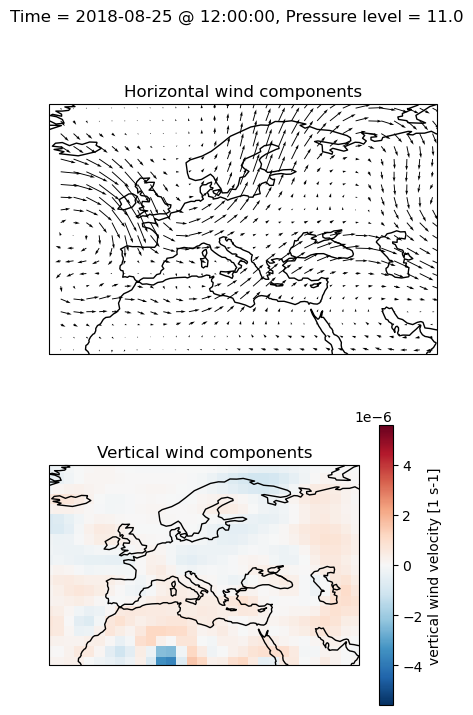 Time = 2018-08-25 @ 12:00:00, Pressure level = 11.0
Horizontal wind components
Vertical wind components
1e-6
4
2
0
−2
−4
vertical wind velocity [1 s-1]